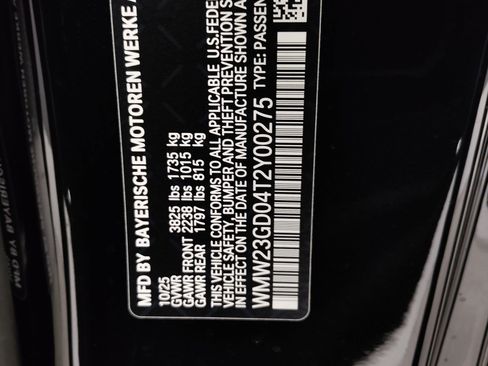 MFD BY BAYERISCHE MOTOREN WERKE
10/25
GVWR 3825 lbs 1735 kg
GAWR FRONT 2238 lbs 1015 kg
GAWR REAR 1797 lbs 815 kg
THIS VEHICLE CONFORMS TO ALL APPLICABLE U.S.FEDE
VEHICLE SAFETY, BUMPER AND THEFT PREVENTION S
IN EFFECT ON THE DATE OF MANUFACTURE SHOWN A
WMW23GD04T2Y00275 TYPE: PASSEN